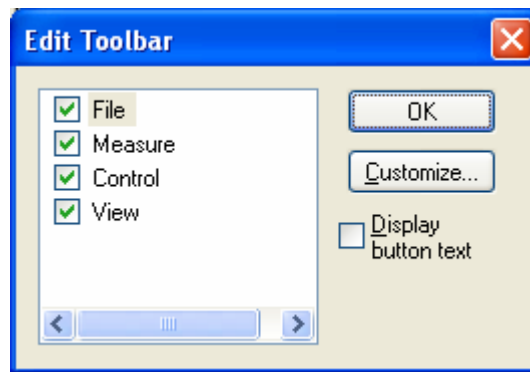 Edit Toolbar
File
Measure
Control
View
OK
Customize...
Display
button text